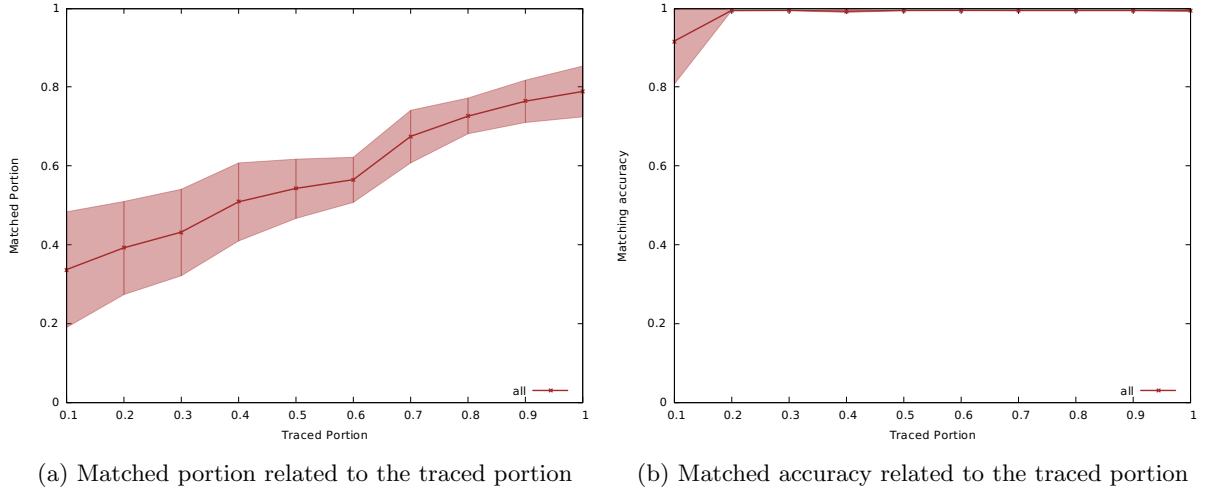 1
0.8
0.6
0.4
0.2
0
Matched Portion
all
0.1 0.2 0.3 0.4 0.5 0.6 0.7 0.8 0.9 1
Traced Portion
(a) Matched portion related to the traced portion
1
0.8
0.6
0.4
0.2
0
Matching accuracy
all
0.1 0.2 0.3 0.4 0.5 0.6 0.7 0.8 0.9 1
Traced Portion
(b) Matched accuracy related to the traced portion